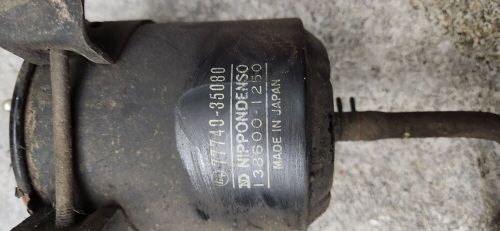 77740-35080
ND NIPPONDENSO
138600-1250
MADE IN JAPAN